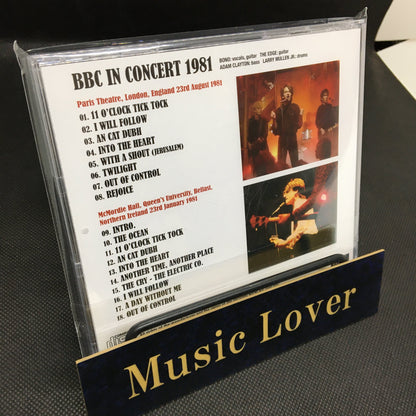 BBC IN CONCERT 1981
BONO: vocals, guitar THE EDGE: guitar
ADAM CLAYTON: bass LARRY MULLEN JR.: drums
Paris Theatre, London, England 23rd August 1981
01. 11 O'CLOCK TICK TOCK
02. I WILL FOLLOW
03. AN CAT DUBH
04. INTO THE HEART
05. WITH A SHOUT (JERUSALEM)
06. TWILIGHT
07. OUT OF CONTROL
08. REJOICE
McMordie Hall, Queen's University, Belfast,
Northern Ireland 23rd January 1981
09. INTRO.
10. THE OCEAN
11. 11 O'CLOCK TICK TOCK
12. AN CAT DUBH
13. INTO THE HEART
14. ANOTHER TIME, ANOTHER PLACE
15. THE CRY - THE ELECTRIC CO.
16. I WILL FOLLOW
17. A DAY WITHOUT ME
18. OUT OF CONTROL
Music Lover